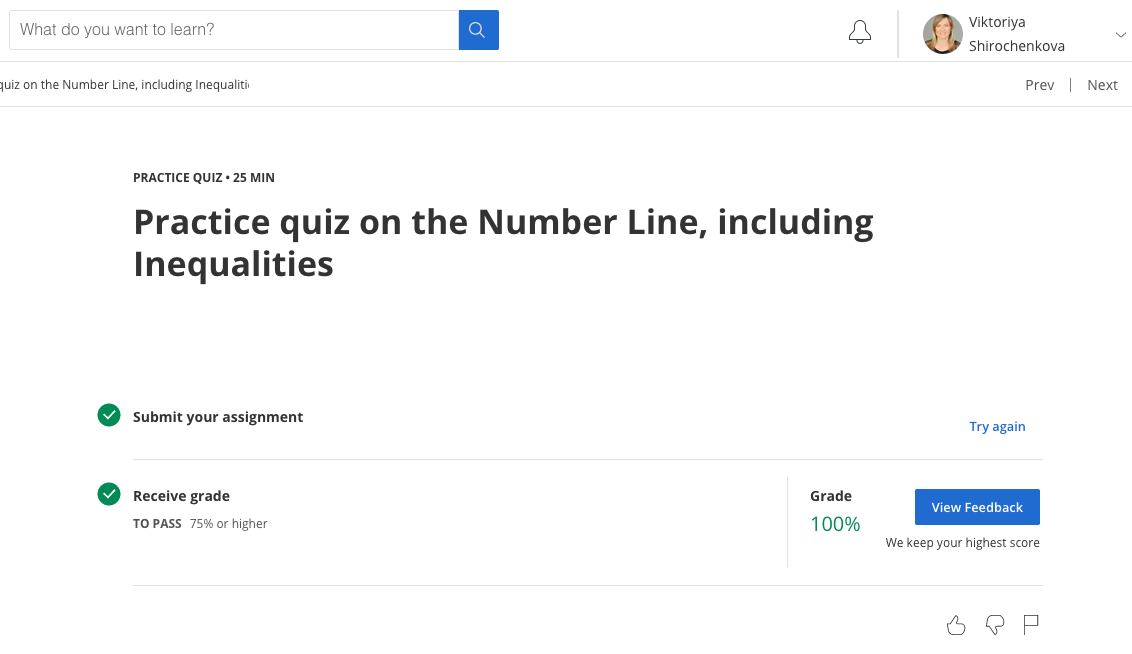 What do you want to learn?
Viktoriya
Shirochenkova
quiz on the Number Line, including Inequaliti
Prev | Next
PRACTICE QUIZ • 25 MIN
Practice quiz on the Number Line, including
Inequalities
Submit your assignment
Try again
Receive grade
TO PASS 75% or higher
Grade
100%
View Feedback
We keep your highest score